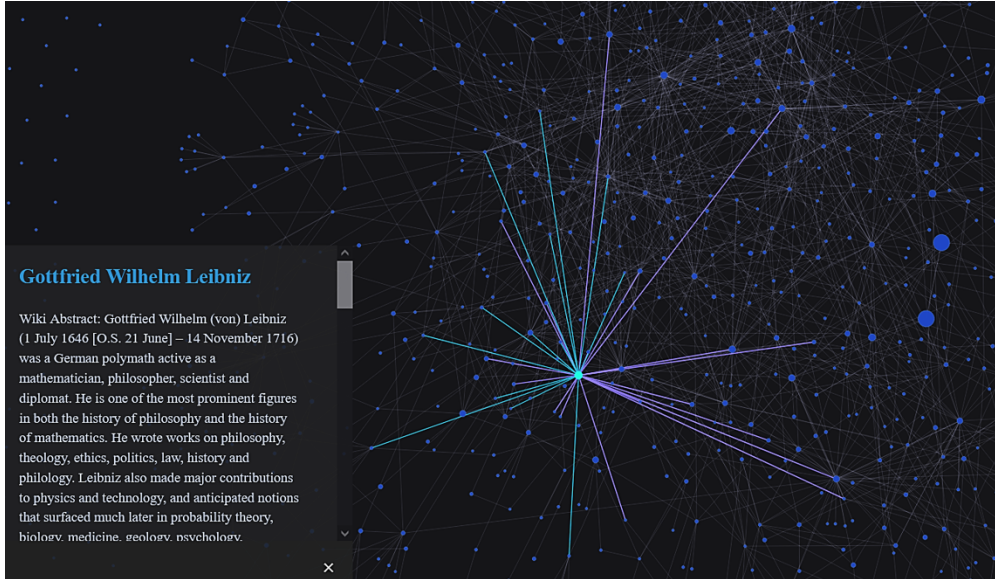 Gottfried Wilhelm Leibniz
Wiki Abstract: Gottfried Wilhelm (von) Leibniz
(1 July 1646 [O.S. 21 June] – 14 November 1716)
was a German polymath active as a
mathematician, philosopher, scientist and
diplomat. He is one of the most prominent figures
in both the history of philosophy and the history
of mathematics. He wrote works on philosophy,
theology, ethics, politics, law, history and
philology. Leibniz also made major contributions
to physics and technology, and anticipated notions
that surfaced much later in probability theory,
biology, medicine, geology, psychology,